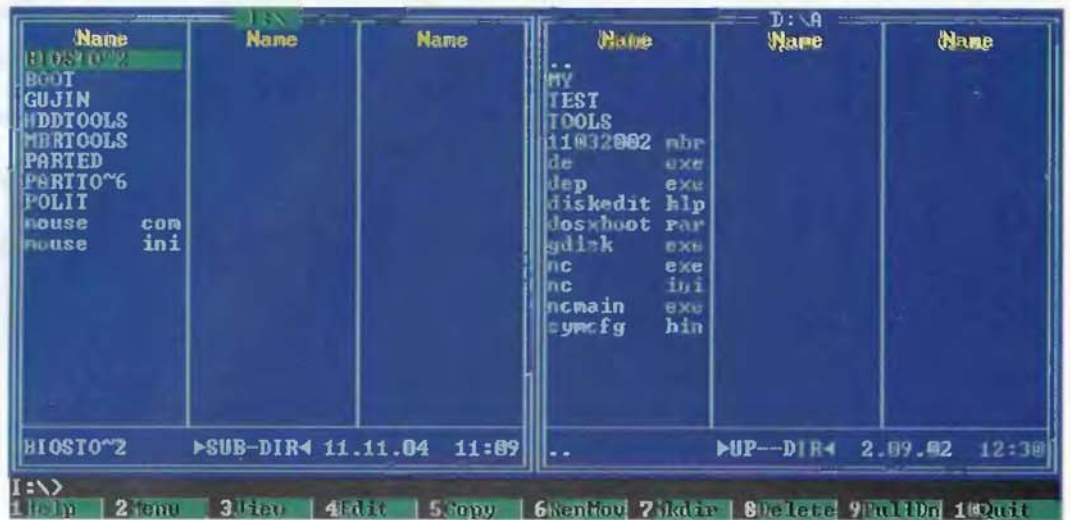 I:\
Name Name Name
BIOSTO~2
BOOT
GUJIN
HDDTOOLS
MBRTOOLS
PARTED
PARTTO~6
POLIT
mouse com
mouse ini
BIOSTO~2 ►SUB-DIR◄ 11.11.04 11:09
D:\A
Name Name Name
..
MY
TEST
TOOLS
11032002 mbr
de exe
dep exe
diskedit hlp
dosxboot rar
gdisk exe
nc exe
nc ini
ncmain exe
symcfg bin
.. ►UP--DIR◄ 2.09.02 12:30
I:\>
1Help 2Menu 3View 4Edit 5Copy 6RenMov 7Mkdir 8Delete 9PullDn 10Quit